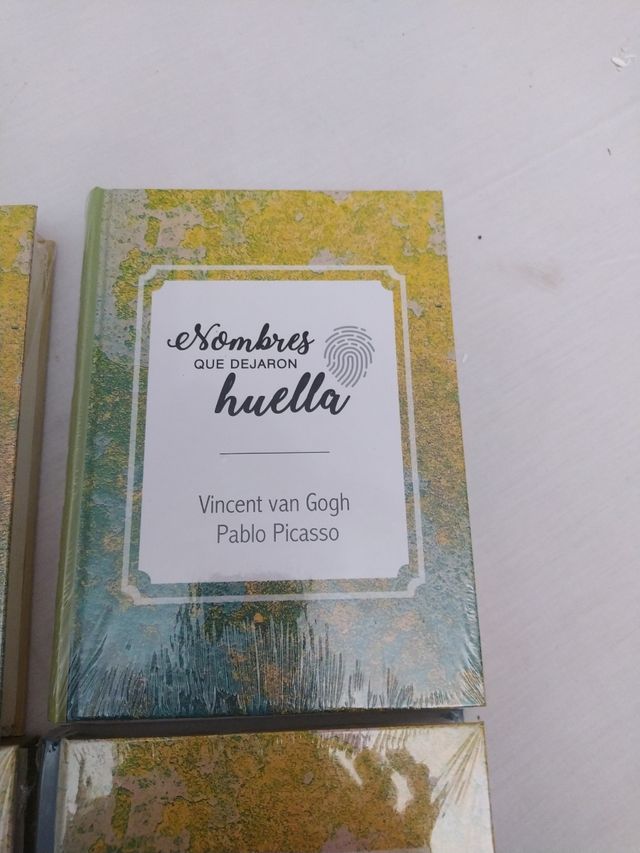 Nombres
QUE DEJARON
huella
Vincent van Gogh
Pablo Picasso